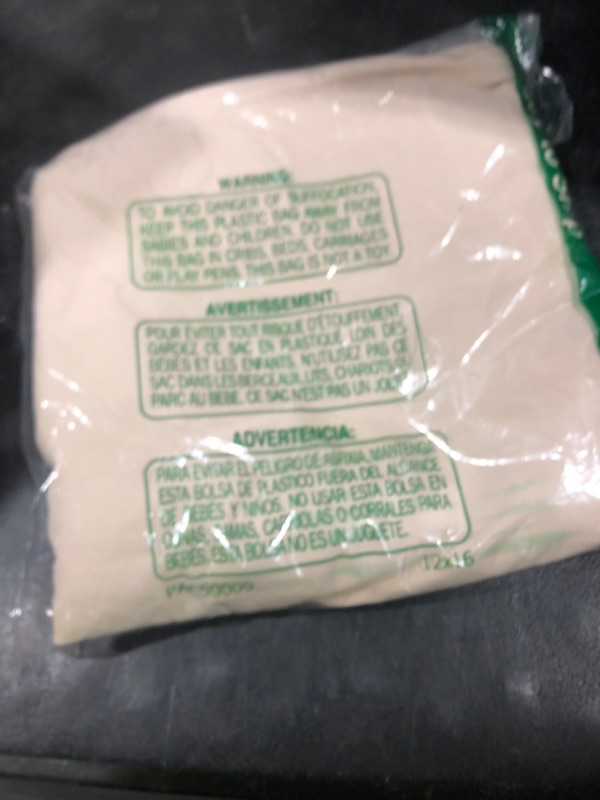 WARNING:
TO AVOID DANGER OF SUFFOCATION,
KEEP THIS PLASTIC BAG AWAY FROM
BABIES AND CHILDREN. DO NOT USE
THIS BAG IN CRIBS, BEDS, CARRIAGES
OR PLAY PENS. THIS BAG IS NOT A TOY
AVERTISSEMENT:
POUR EVITER TOUT RISQUE D'ETOUFFEMENT,
GARDEZ CE SAC EN PLASTIQUE LOIN DES
BEBES ET LES ENFANTS. N'UTILISEZ PAS CE
SAC DANS LES BERCEAUX, LITS, CHARIOTS OU
PARC AU BEBE. CE SAC N'EST PAS UN JOUET
ADVERTENCIA:
PARA EVITAR EL PELIGRO DE ASFIXIA, MANTENGA
ESTA BOLSA DE PLASTICO FUERA DEL ALCANCE
DE BEBÉS Y NIÑOS. NO USAR ESTA BOLSA EN
CUNAS, CAMAS, CARRIOLAS O CORRALES PARA
BEBÉS. ESTA BOLSA NO ES UN JUGUETE.
12x16